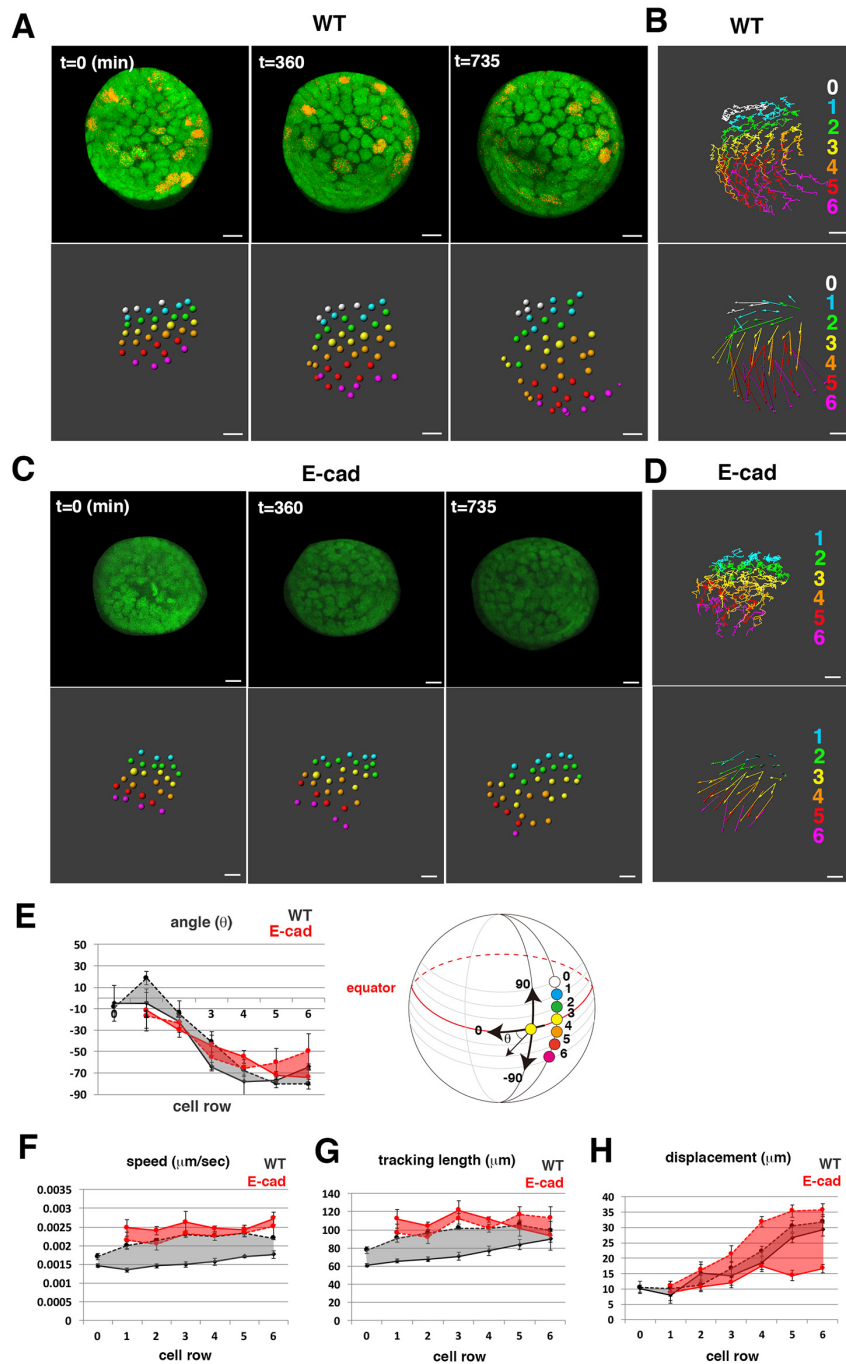 A
WT
B
WT
t=0 (min)
t=360
t=735
0
1
2
3
4
5
6
0
1
2
3
4
5
6
C
E-cad
D
E-cad
t=0 (min)
t=360
t=735
1
2
3
4
5
6
1
2
3
4
5
6
E
angle (θ)
WT
E-cad
50
30
10
-10
-30
-50
-70
-90
0 1 2 3 4 5 6
cell row
equator
90
0
θ
-90
0
1
2
3
4
5
6
F
speed (μm/sec)
WT
E-cad
0.0035
0.003
0.0025
0.002
0.0015
0.001
0.0005
0
0 1 2 3 4 5 6
cell row
G
tracking length (μm)
WT
E-cad
140
120
100
80
60
40
20
0
0 1 2 3 4 5 6
cell row
H
displacement (μm)
WT
E-cad
40
35
30
25
20
15
10
5
0
0 1 2 3 4 5 6
cell row